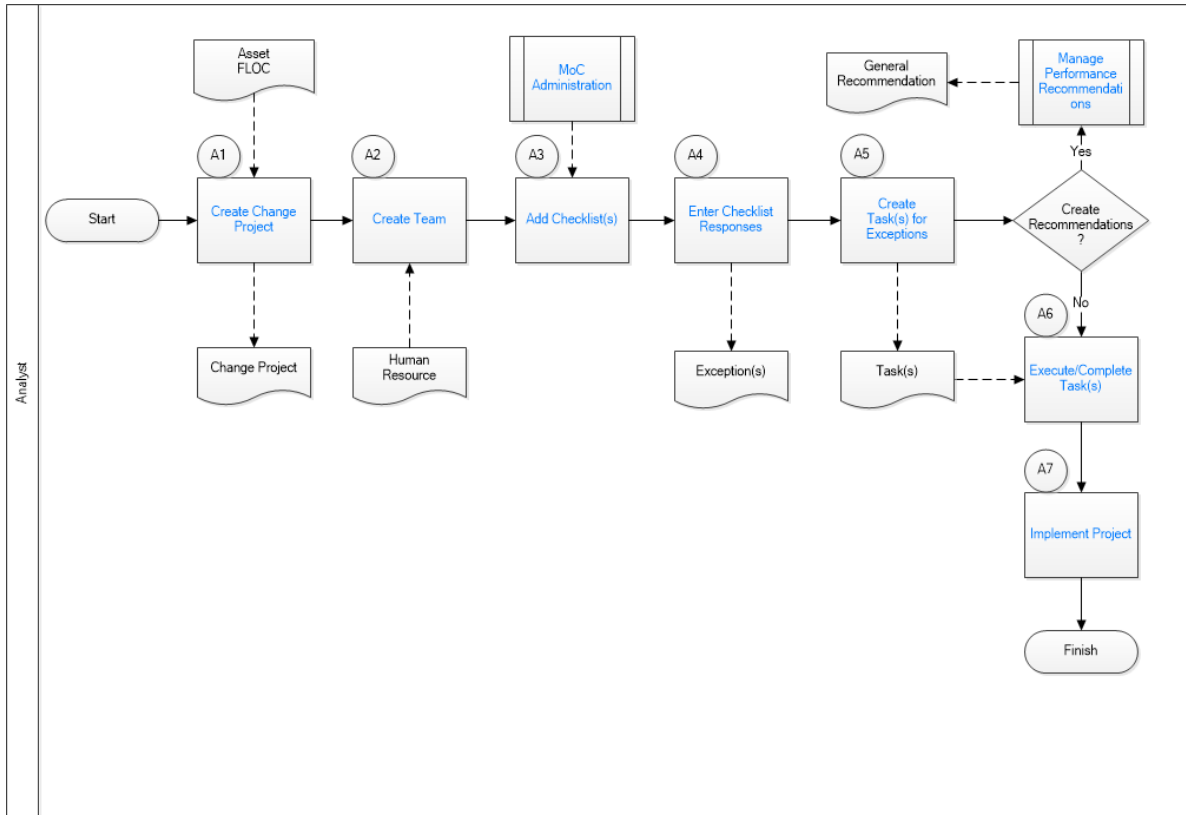 Asset
FLOC
MoC
Administration
General
Recommendation
Manage
Performance
Recommendati
ons
A1
A2
A3
A4
A5
Yes
Start
Create Change
Project
Create Team
Add Checklist(s)
Enter Checklist
Responses
Create
Task(s) for
Exceptions
Create
Recommendations
?
No
A6
Change Project
Human
Resource
Exception(s)
Task(s)
Execute/Complete
Task(s)
Analyst
A7
Implement Project
Finish